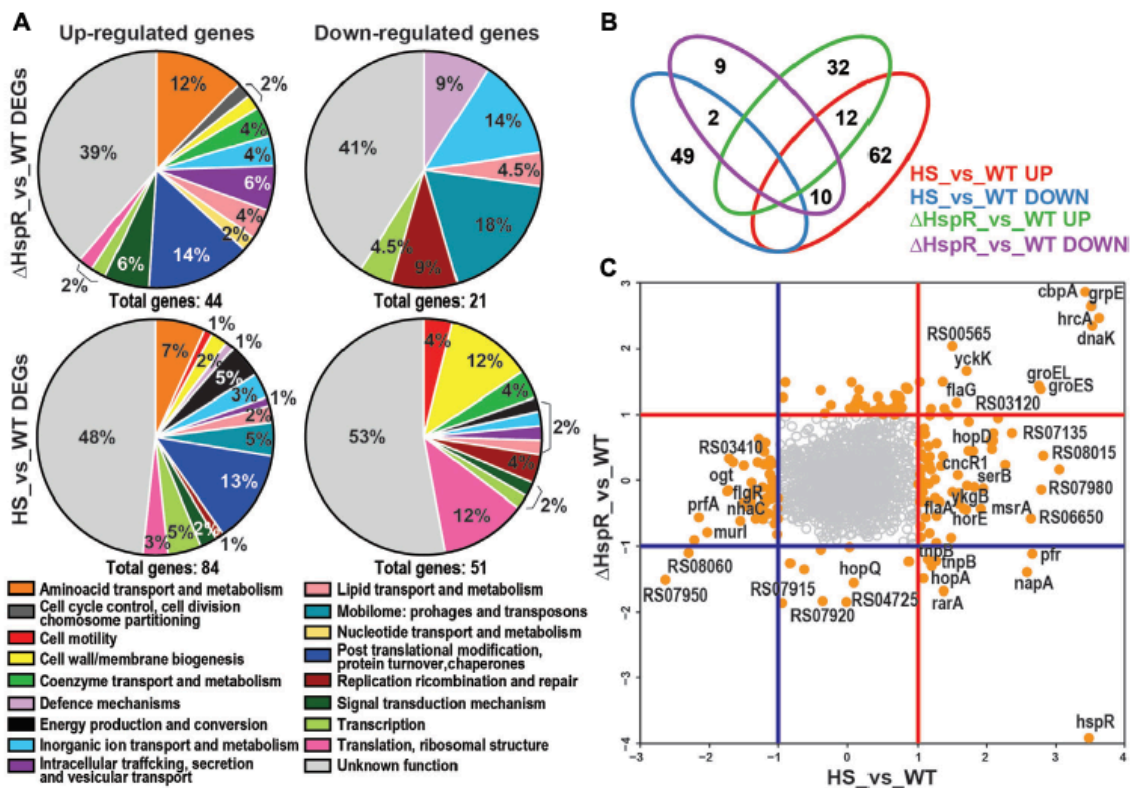 A
Up-regulated genes
Down-regulated genes
ΔHspR_vs_WT DEGs
12%
2%
4%
4%
6%
4%
2%
14%
6%
2%
39%
Total genes: 44
9%
14%
4.5%
18%
9%
4.5%
41%
Total genes: 21
HS_vs_WT DEGs
7%
1%
2%
1%
5%
3%
1%
2%
5%
13%
1%
2%
5%
3%
48%
Total genes: 84
4%
12%
4%
2%
4%
2%
12%
53%
Total genes: 51
Aminoacid transport and metabolism
Cell cycle control, cell division
chomosome partitioning
Cell motility
Cell wall/membrane biogenesis
Coenzyme transport and metabolism
Defence mechanisms
Energy production and conversion
Inorganic ion transport and metabolism
Intracellular traffcking, secretion
and vesicular transport
Lipid transport and metabolism
Mobilome: prophages and transposons
Nucleotide transport and metabolism
Post translational modification,
protein turnover,chaperones
Replication ricombination and repair
Signal transduction mechanism
Transcription
Translation, ribosomal structure
Unknown function
B
9
32
2
12
49
62
10
HS_vs_WT UP
HS_vs_WT DOWN
ΔHspR_vs_WT UP
ΔHspR_vs_WT DOWN
C
ΔHspR_vs_WT
3
2
1
0
−1
−2
−3
−4
cbpA
grpE
hrcA
dnaK
RS00565
yckK
groEL
flaG
groES
RS03120
hopD
RS07135
RS03410
cncR1
RS08015
ogt
serB
flgR
ykgB
RS07980
prfA
nhaC
flaA
msrA
horE
RS06650
murI
tnpB
tnpB
pfr
RS08060
hopQ
hopA
napA
RS07950
RS07915
RS04725
rarA
RS07920
hspR
−3
−2
−1
0
1
2
3
4
HS_vs_WT